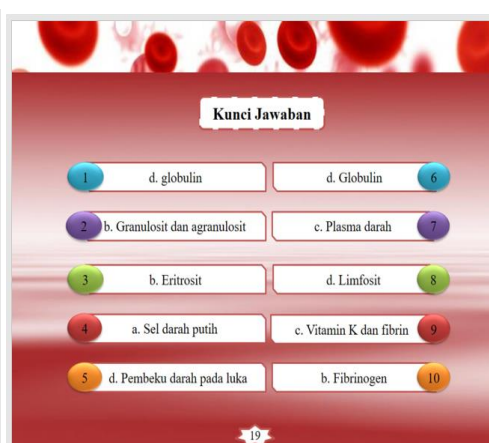 Kunci Jawaban
1 d. globulin
d. Globulin 6
2 b. Granulosit dan agranulosit
c. Plasma darah 7
3 b. Eritrosit
d. Limfosit 8
4 a. Sel darah putih
c. Vitamin K dan fibrin 9
5 d. Pembeku darah pada luka
b. Fibrinogen 10
19